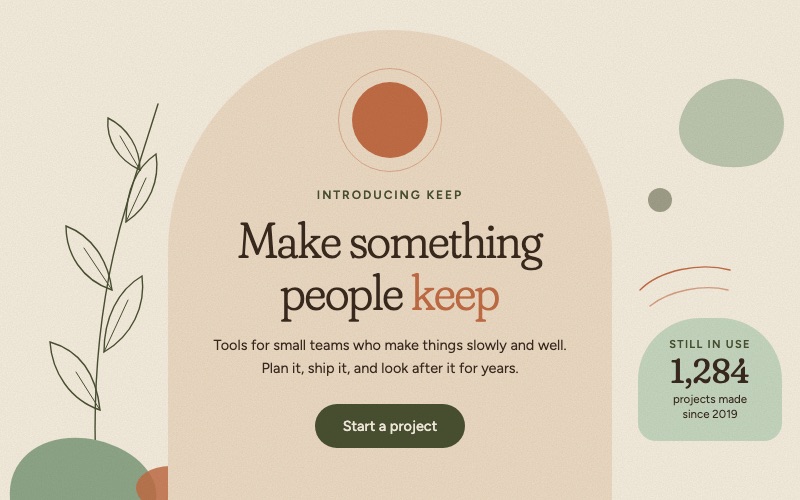 INTRODUCING KEEP
Make something
people keep
Tools for small teams who make things slowly and well.
Plan it, ship it, and look after it for years.
Start a project
STILL IN USE
1,284
projects made
since 2019